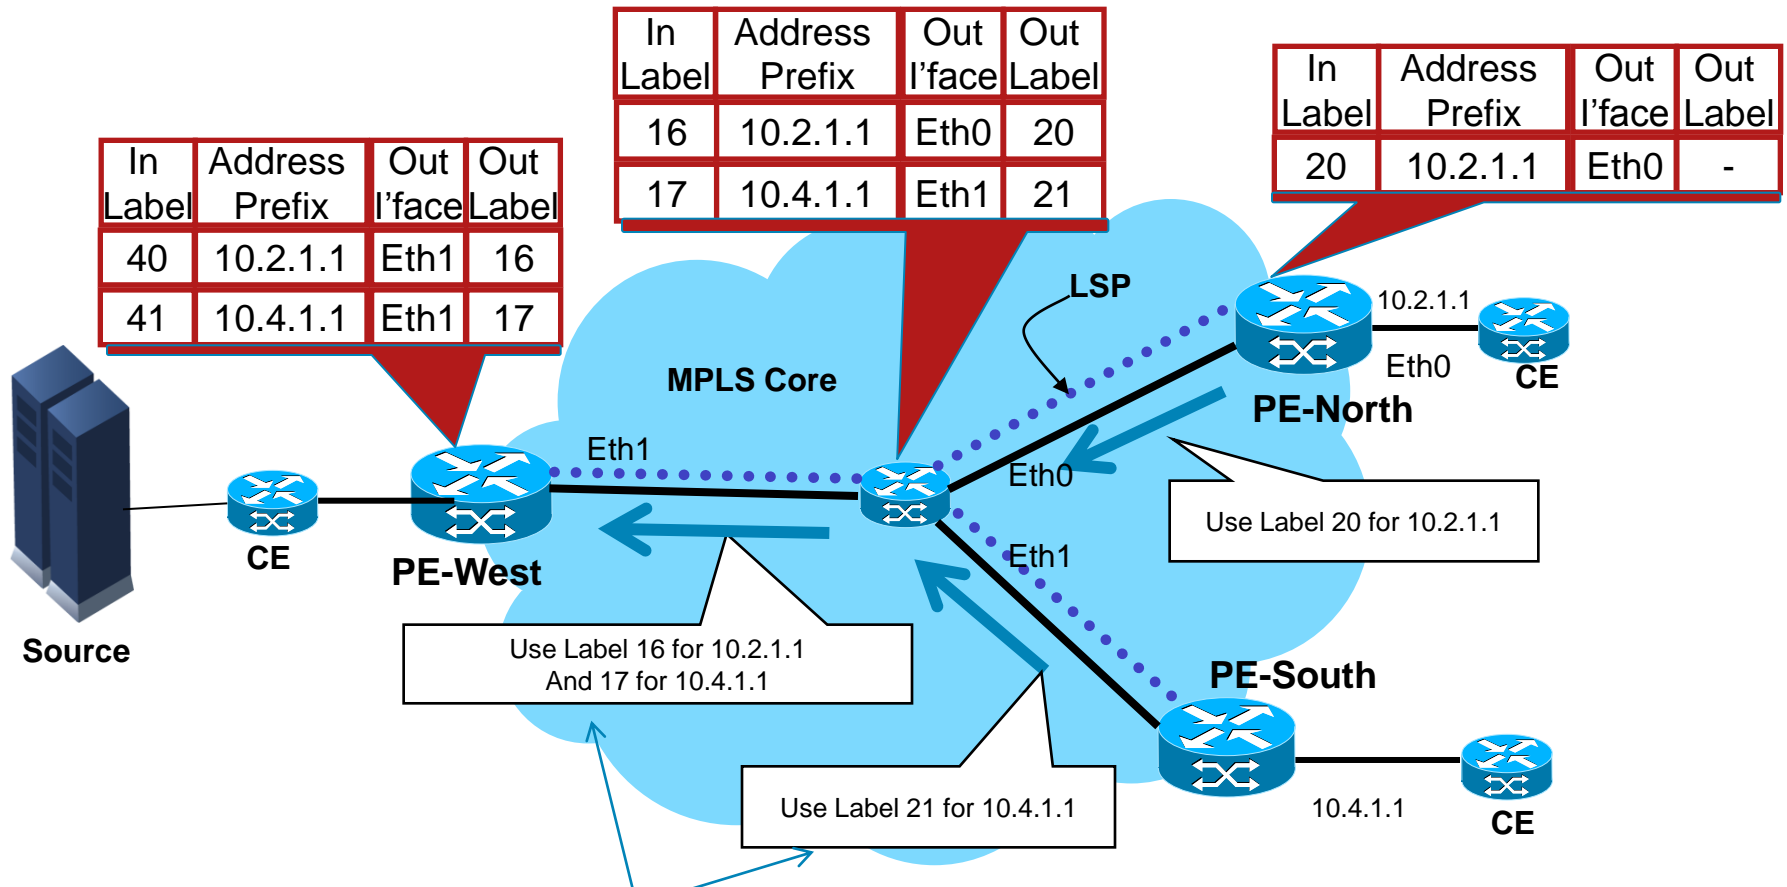 In Label | Address Prefix | Out I'face | Out Label
40 | 10.2.1.1 | Eth1 | 16
41 | 10.4.1.1 | Eth1 | 17
In Label | Address Prefix | Out I'face | Out Label
16 | 10.2.1.1 | Eth0 | 20
17 | 10.4.1.1 | Eth1 | 21
In Label | Address Prefix | Out I'face | Out Label
20 | 10.2.1.1 | Eth0 | -
LSP
MPLS Core
10.2.1.1
Eth0
CE
PE-North
Eth1
Eth0
Use Label 20 for 10.2.1.1
Eth1
CE
PE-West
Source
Use Label 16 for 10.2.1.1
And 17 for 10.4.1.1
PE-South
Use Label 21 for 10.4.1.1
10.4.1.1
CE